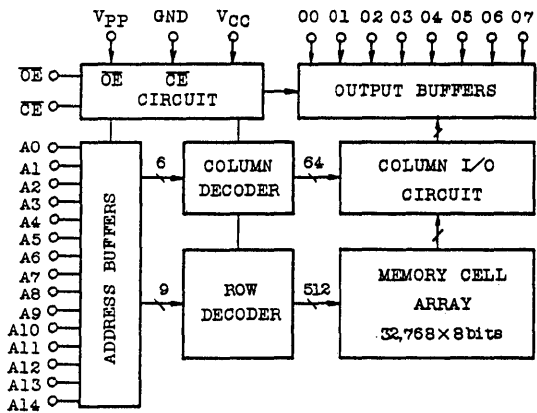 VPP GND VCC 00 01 02 03 04 05 06 07
OE
CE
OE CE
CIRCUIT
OUTPUT BUFFERS
A0
A1
A2
A3
A4
A5
A6
A7
A8
A9
A10
A11
A12
A13
A14
ADDRESS BUFFERS
6
COLUMN
DECODER
64
COLUMN I/O
CIRCUIT
9
ROW
DECODER
512
MEMORY CELL
ARRAY
32,768×8bits